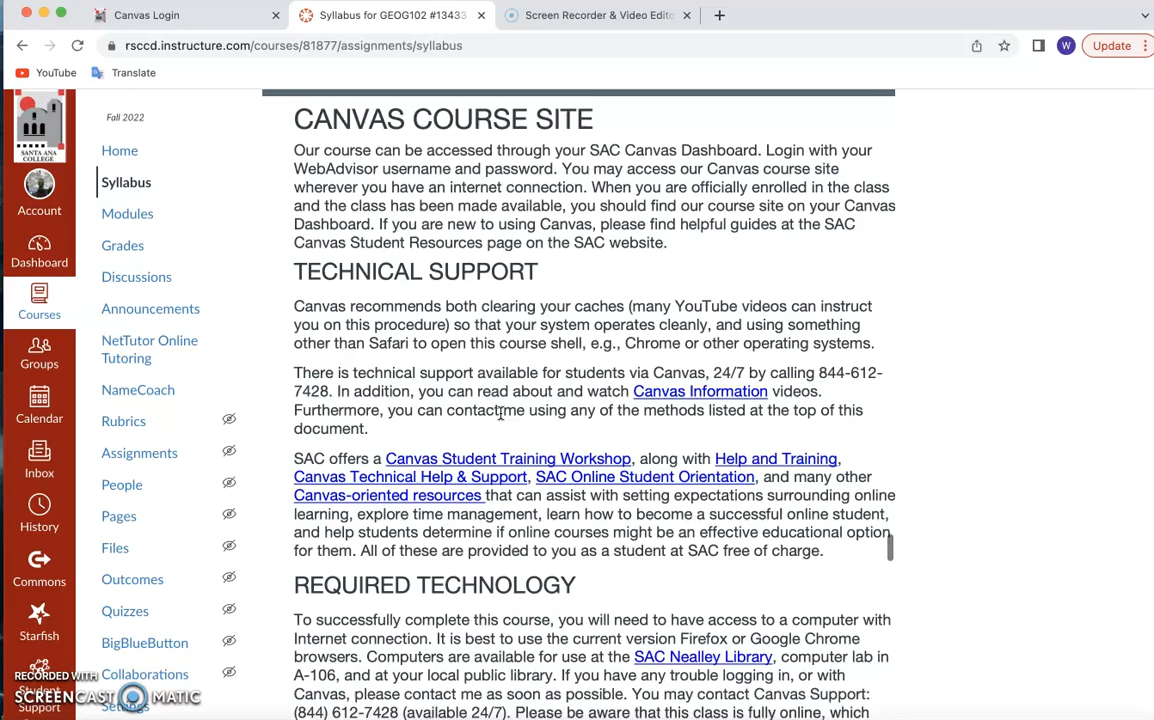 Canvas Login
Syllabus for GEOG102 #13433
Screen Recorder & Video Edito
rsccd.instructure.com/courses/81877/assignments/syllabus
W
Update
YouTube
Translate
SANTA ANA
COLLEGE
Account
Dashboard
Courses
Groups
Calendar
Inbox
History
Commons
Starfish
Student
Support
Fall 2022
Home
Syllabus
Modules
Grades
Discussions
Announcements
NetTutor Online
Tutoring
NameCoach
Rubrics
Assignments
People
Pages
Files
Outcomes
Quizzes
BigBlueButton
Collaborations
Settings
CANVAS COURSE SITE
Our course can be accessed through your SAC Canvas Dashboard. Login with your
WebAdvisor username and password. You may access our Canvas course site
wherever you have an internet connection. When you are officially enrolled in the class
and the class has been made available, you should find our course site on your Canvas
Dashboard. If you are new to using Canvas, please find helpful guides at the SAC
Canvas Student Resources page on the SAC website.
TECHNICAL SUPPORT
Canvas recommends both clearing your caches (many YouTube videos can instruct
you on this procedure) so that your system operates cleanly, and using something
other than Safari to open this course shell, e.g., Chrome or other operating systems.
There is technical support available for students via Canvas, 24/7 by calling 844-612-
7428. In addition, you can read about and watch Canvas Information videos.
Furthermore, you can contact me using any of the methods listed at the top of this
document.
SAC offers a Canvas Student Training Workshop, along with Help and Training,
Canvas Technical Help & Support, SAC Online Student Orientation, and many other
Canvas-oriented resources that can assist with setting expectations surrounding online
learning, explore time management, learn how to become a successful online student,
and help students determine if online courses might be an effective educational option
for them. All of these are provided to you as a student at SAC free of charge.
REQUIRED TECHNOLOGY
To successfully complete this course, you will need to have access to a computer with
Internet connection. It is best to use the current version Firefox or Google Chrome
browsers. Computers are available for use at the SAC Nealley Library, computer lab in
A-106, and at your local public library. If you have any trouble logging in, or with
Canvas, please contact me as soon as possible. You may contact Canvas Support:
(844) 612-7428 (available 24/7). Please be aware that this class is fully online, which
RECORDED WITH
SCREENCAST MATIC